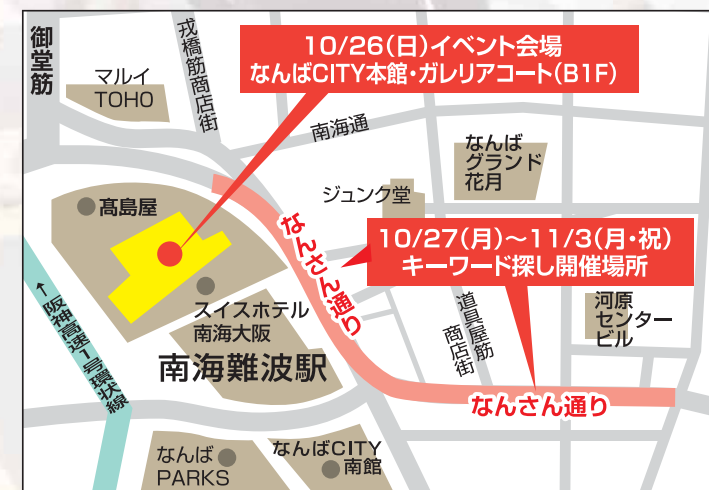 御堂筋
マルイ
TOHO
戎橋筋商店街
10/26(日)イベント会場
なんばCITY本館・ガレリアコート(B1F)
南海通
なんば
グランド
花月
ジュンク堂
髙島屋
なんさん通り
10/27(月)〜11/3(月・祝)
キーワード探し開催場所
スイスホテル
南海大阪
南海難波駅
道具屋筋
商店街
河原
センター
ビル
↑阪神高速1号環状線
なんさん通り
なんば
PARKS
なんばCITY
南館